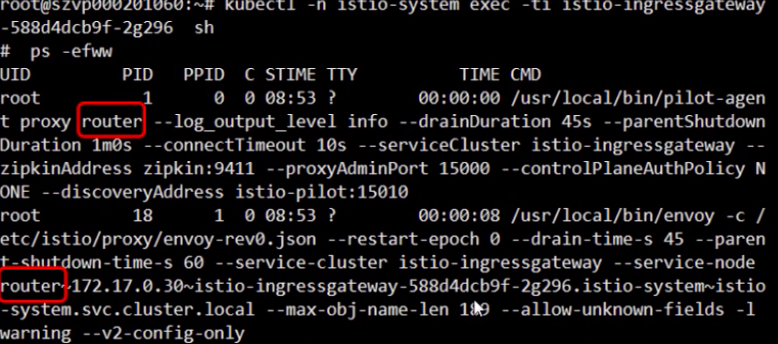 root@szvp000201060:~# kubectl -n istio-system exec -ti istio-ingressgateway
-588d4dcb9f-2g296  sh
#  ps -efww
UID        PID  PPID  C STIME TTY          TIME CMD
root         1     0  0 08:53 ?        00:00:00 /usr/local/bin/pilot-agen
t proxy router --log_output_level info --drainDuration 45s --parentShutdown
Duration 1m0s --connectTimeout 10s --serviceCluster istio-ingressgateway --
zipkinAddress zipkin:9411 --proxyAdminPort 15000 --controlPlaneAuthPolicy N
ONE --discoveryAddress istio-pilot:15010
root        18     1  0 08:53 ?        00:00:08 /usr/local/bin/envoy -c /
etc/istio/proxy/envoy-rev0.json --restart-epoch 0 --drain-time-s 45 --paren
t-shutdown-time-s 60 --service-cluster istio-ingressgateway --service-node
router~172.17.0.30~istio-ingressgateway-588d4dcb9f-2g296.istio-system~istio
-system.svc.cluster.local --max-obj-name-len 189 --allow-unknown-fields -l
warning --v2-config-only